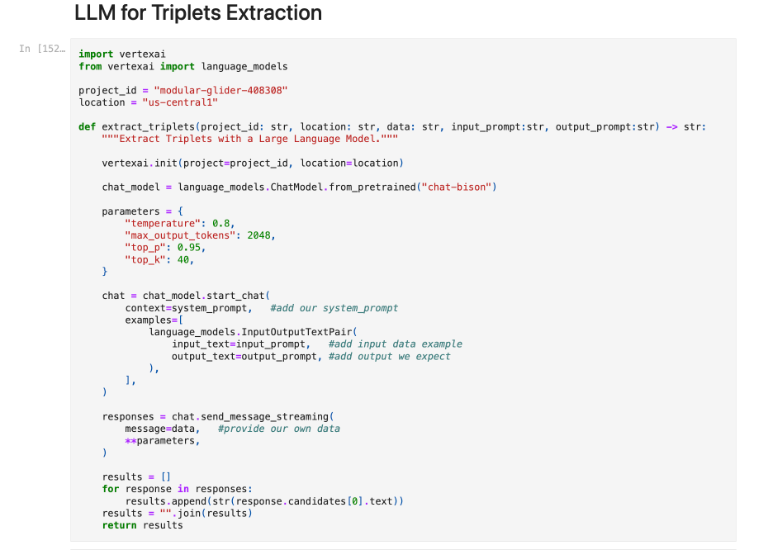 LLM for Triplets Extraction
In [152…
import vertexai
from vertexai import language_models
project_id = "modular-glider-408308"
location = "us-central1"
def extract_triplets(project_id: str, location: str, data: str, input_prompt:str, output_prompt:str) -> str:
    """Extract Triplets with a Large Language Model."""
    vertexai.init(project=project_id, location=location)
    chat_model = language_models.ChatModel.from_pretrained("chat-bison")
    parameters = {
        "temperature": 0.8,
        "max_output_tokens": 2048,
        "top_p": 0.95,
        "top_k": 40,
    }
    chat = chat_model.start_chat(
        context=system_prompt,   #add our system_prompt
        examples=[
            language_models.InputOutputTextPair(
                input_text=input_prompt,   #add input data example
                output_text=output_prompt, #add output we expect
            ),
        ],
    )
    responses = chat.send_message_streaming(
        message=data,   #provide our own data
        **parameters,
    )
    results = []
    for response in responses:
        results.append(str(response.candidates[0].text))
    results = "".join(results)
    return results